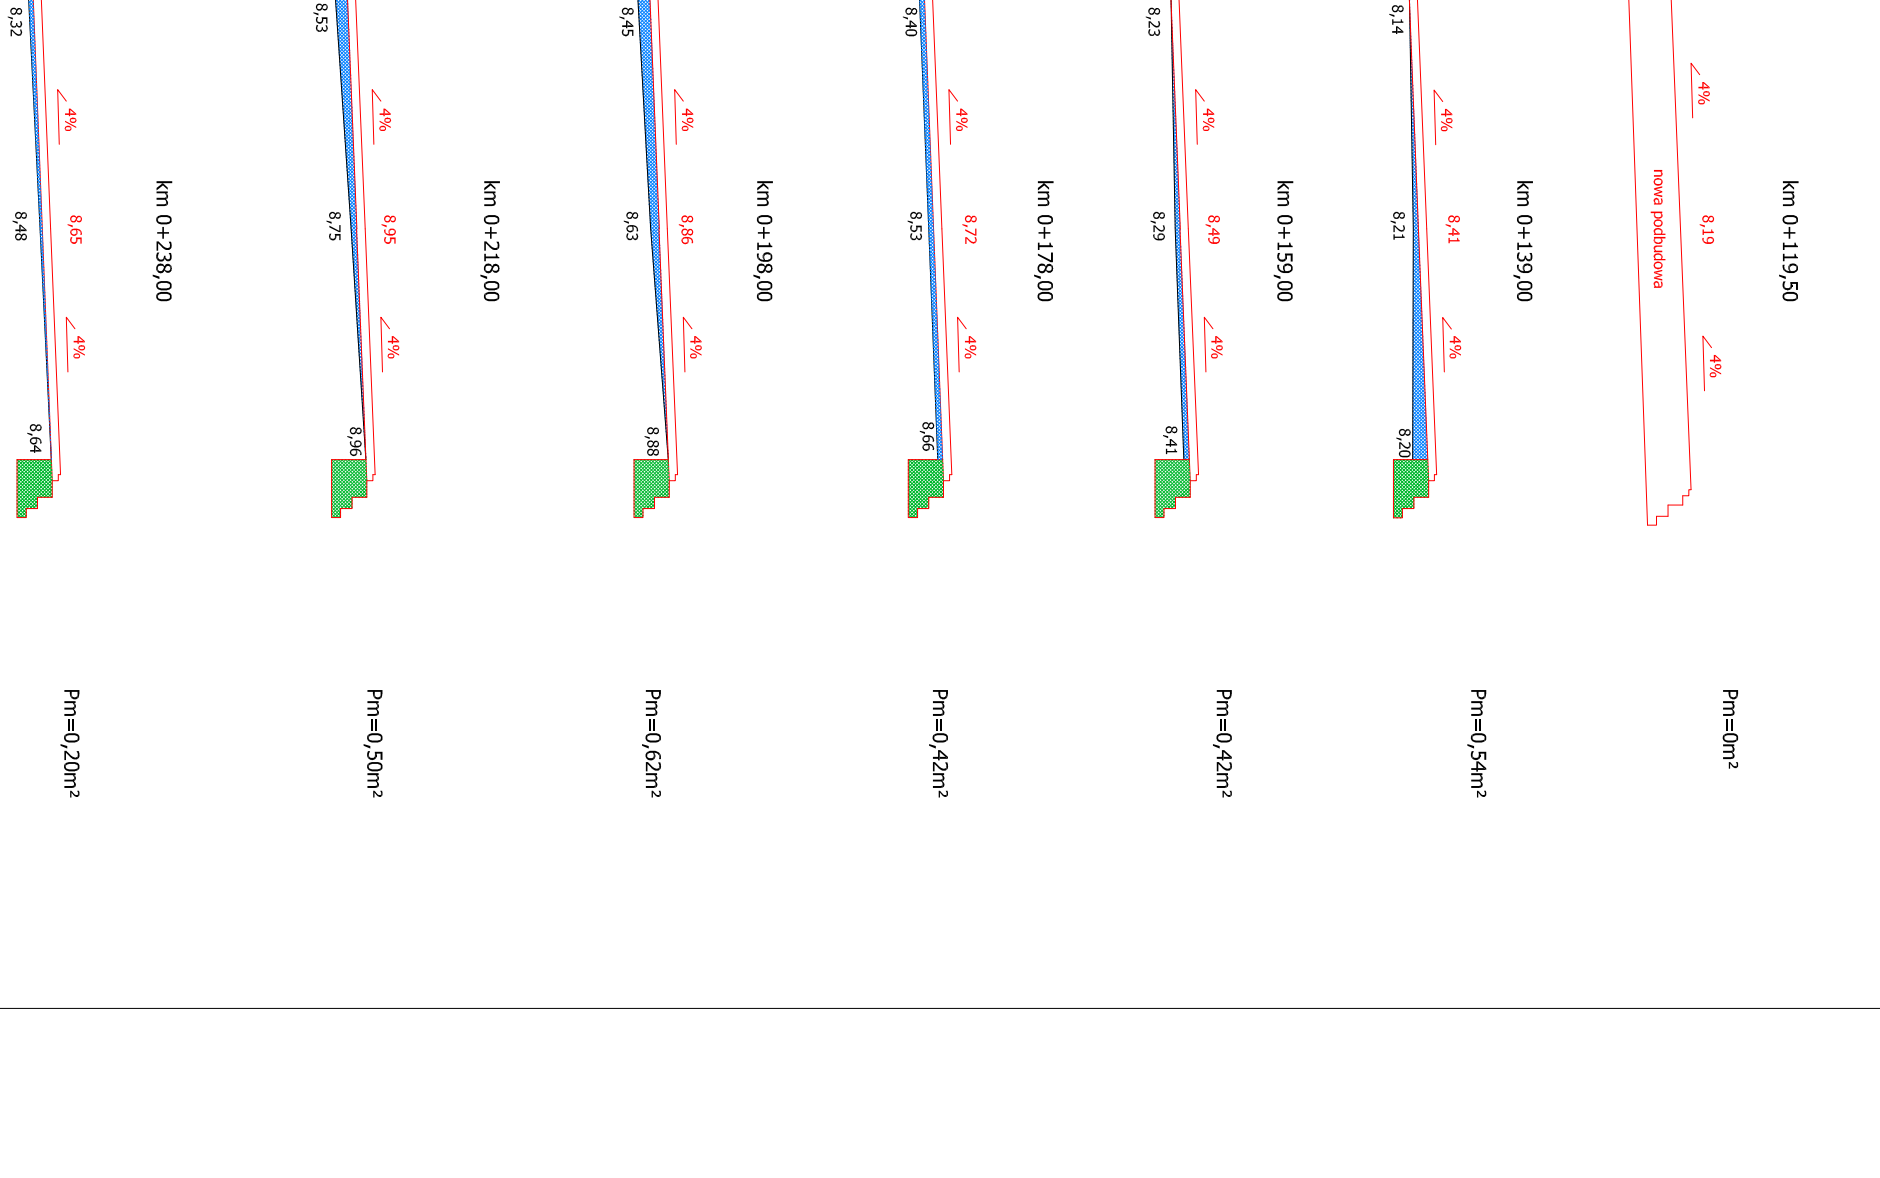 km 0+119,50
4%
8,19
4%
Pm=0m²
nowa podbudowa
km 0+139,00
4%
8,41
4%
Pm=0,54m²
8,14
8,21
8,20
km 0+159,00
4%
8,49
4%
Pm=0,42m²
8,23
8,29
8,41
km 0+178,00
4%
8,72
4%
Pm=0,42m²
8,40
8,53
8,66
km 0+198,00
4%
8,86
4%
Pm=0,62m²
8,45
8,63
8,88
km 0+218,00
4%
8,95
4%
Pm=0,50m²
8,53
8,75
8,96
km 0+238,00
4%
8,65
4%
Pm=0,20m²
8,32
8,48
8,64